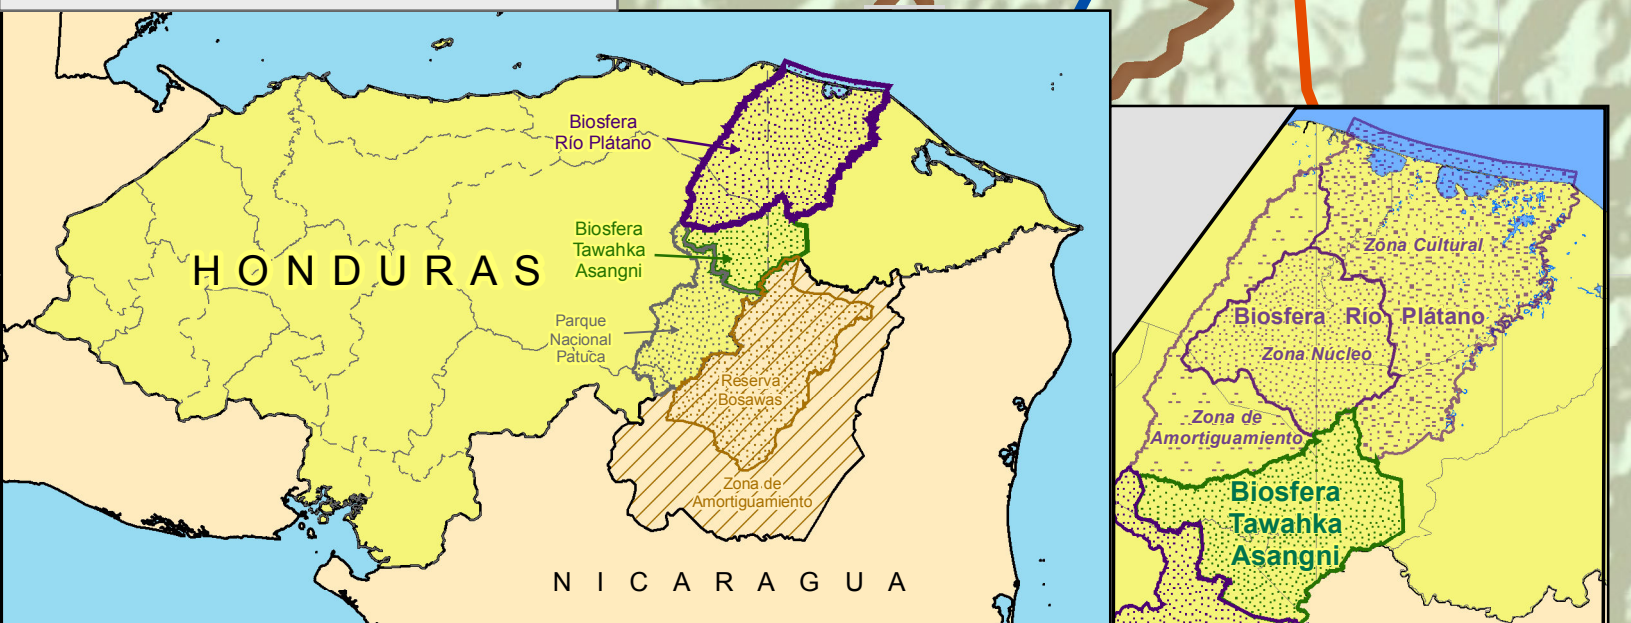 Biosfera
Río Plátano
Biosfera
Tawahka
Asangni
HONDURAS
Parque
Nacional
Patuca
Reserva
Bosawas
Zona de
Amortiguamiento
NICARAGUA
Zona Cultural
Biosfera Río Plátano
Zona Núcleo
Zona de
Amortiguamiento
Biosfera
Tawahka
Asangni